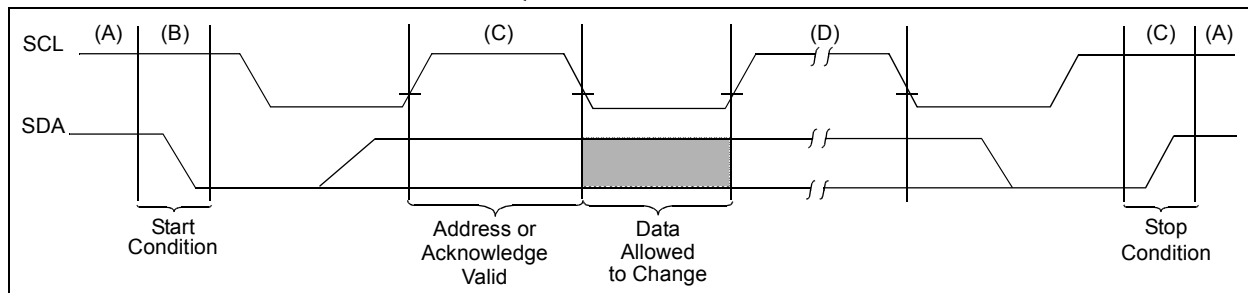 (A) (B) (C) (D) (C) (A)
SCL
SDA
Start
Condition
Address or
Acknowledge
Valid
Data
Allowed
to Change
Stop
Condition